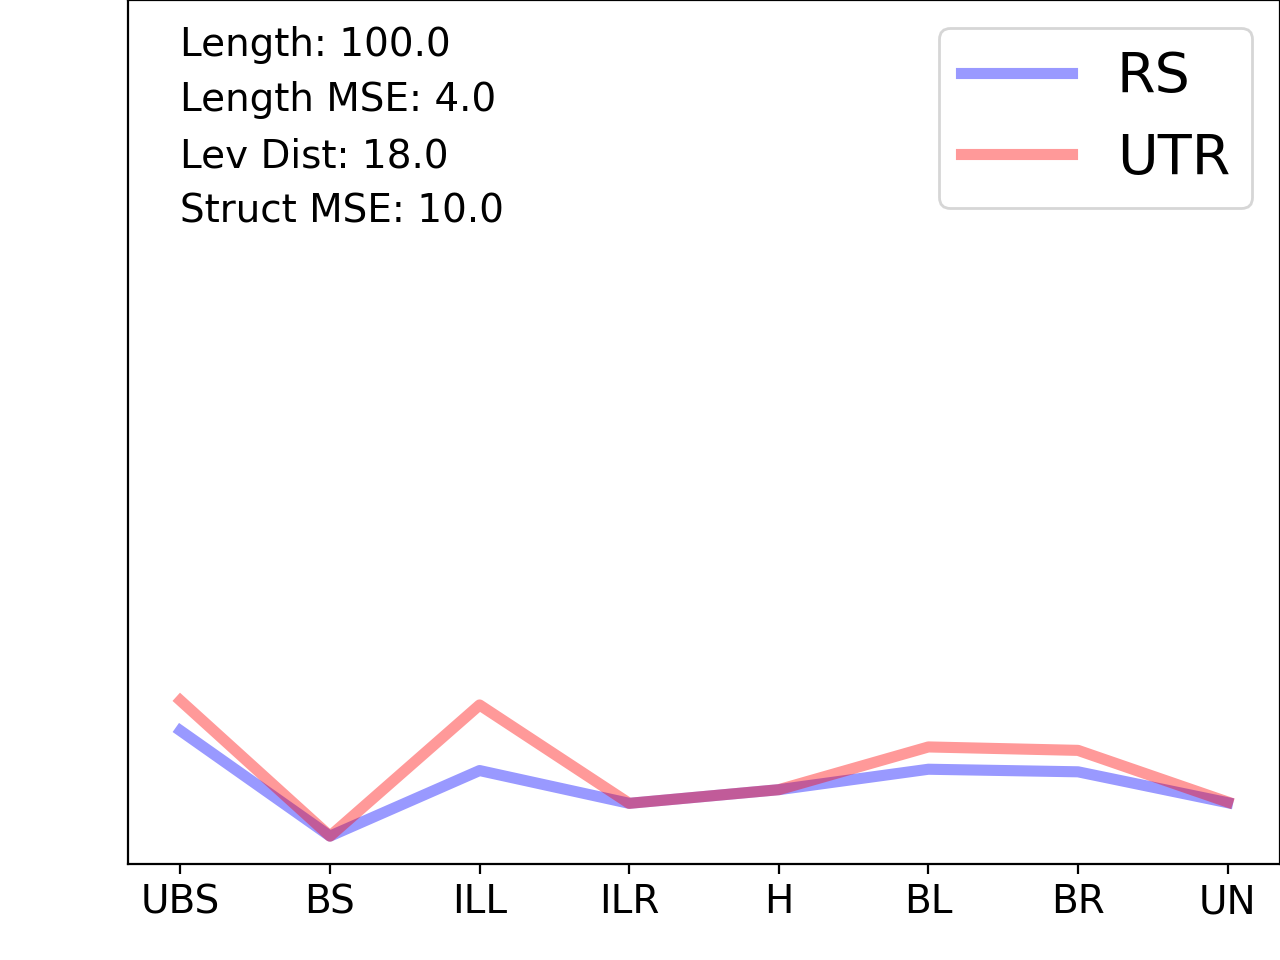 Length: 100.0
Length MSE: 4.0
Lev Dist: 18.0
Struct MSE: 10.0
RS
UTR
UBS BS ILL ILR H BL BR UN